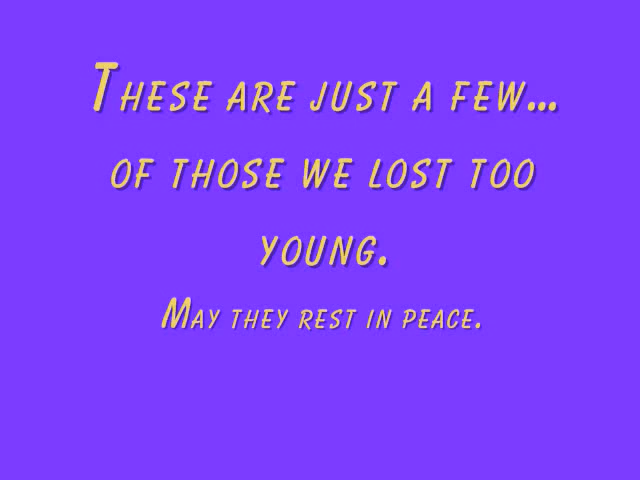 These are just a few...
of those we lost too
young.
May they rest in peace.